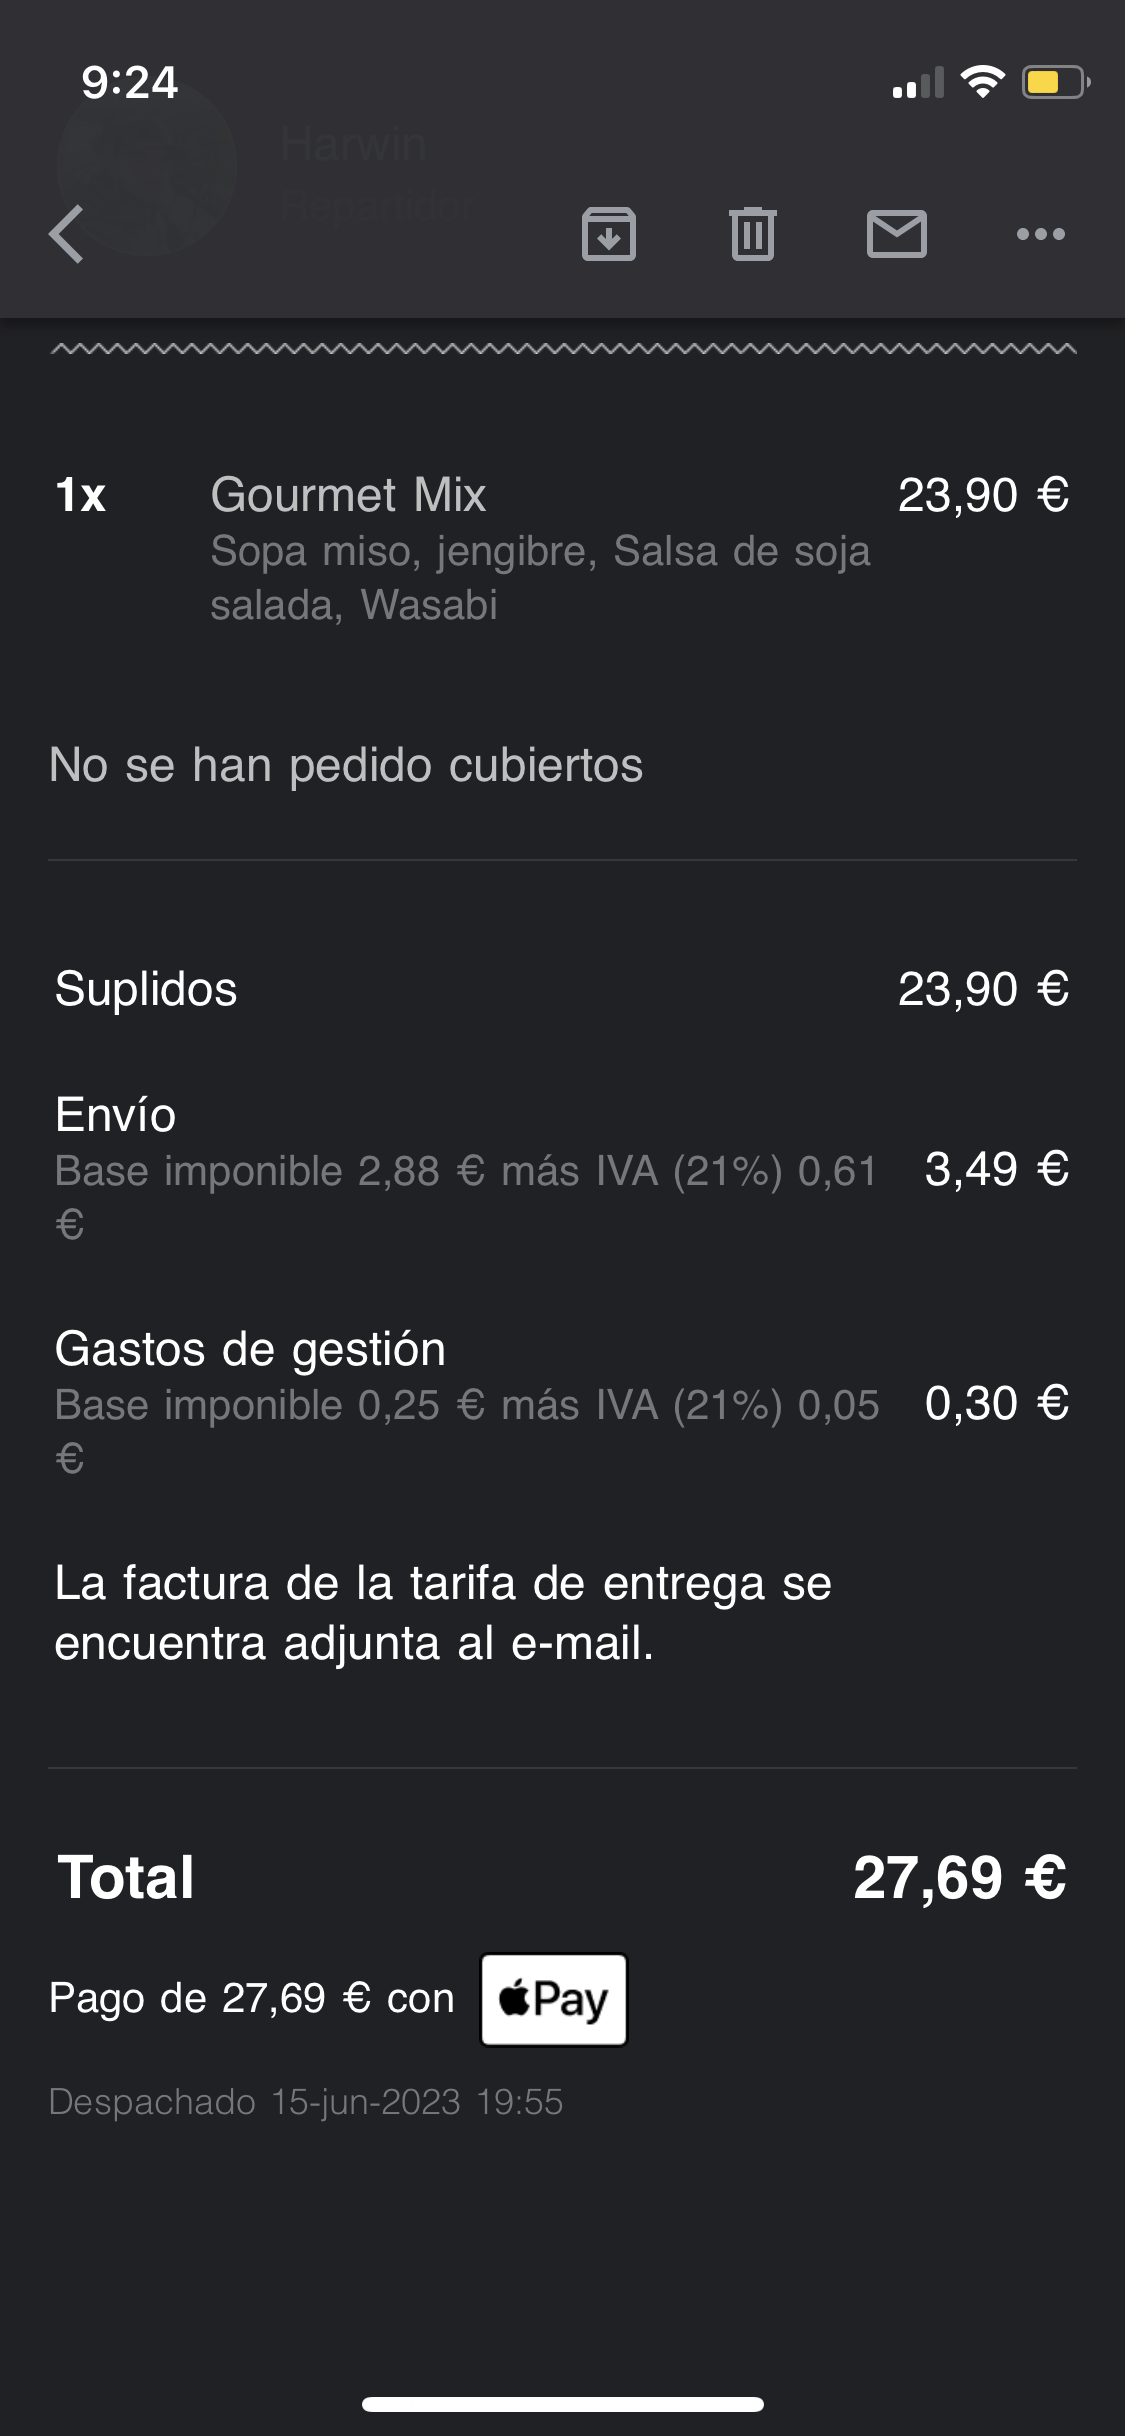 9:24
Harwin
Repartidor
1x Gourmet Mix 23,90 €
Sopa miso, jengibre, Salsa de soja
salada, Wasabi
No se han pedido cubiertos
Suplidos 23,90 €
Envío
Base imponible 2,88 € más IVA (21%) 0,61 3,49 €
€
Gastos de gestión
Base imponible 0,25 € más IVA (21%) 0,05 0,30 €
€
La factura de la tarifa de entrega se
encuentra adjunta al e-mail.
Total 27,69 €
Pago de 27,69 € con Pay
Despachado 15-jun-2023 19:55